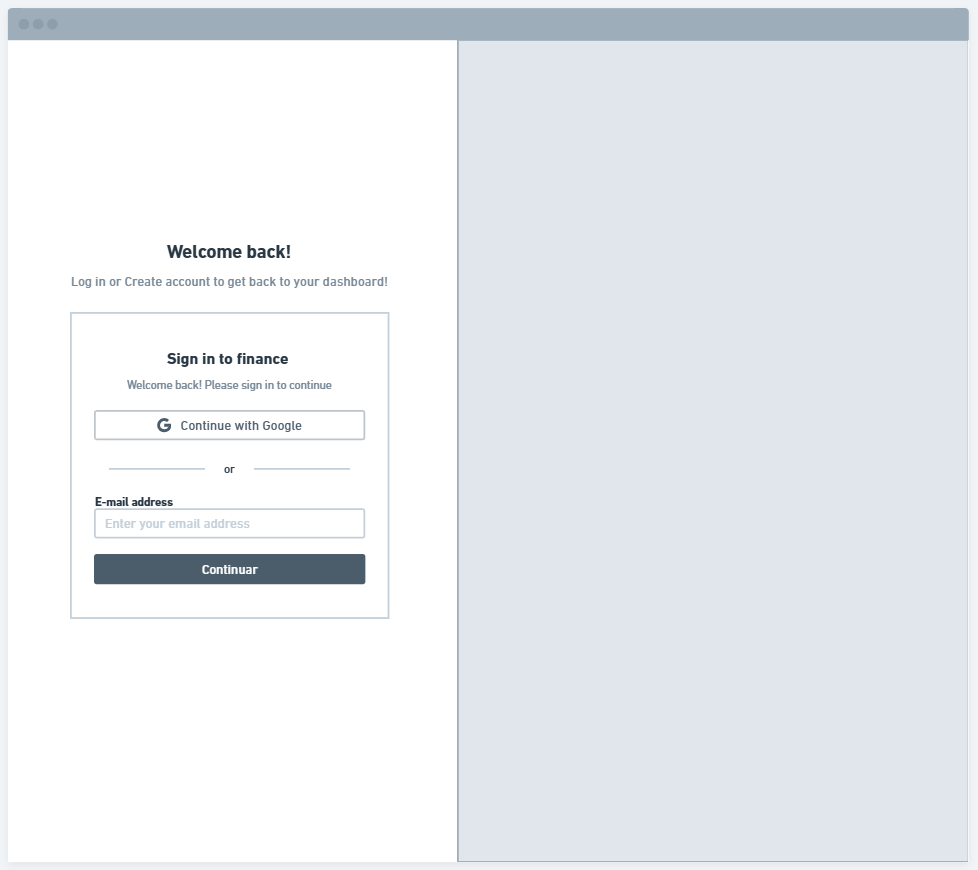 Welcome back!
Log in or Create account to get back to your dashboard!
Sign in to finance
Welcome back! Please sign in to continue
Continue with Google
or
E-mail address
Enter your email address
Continuar